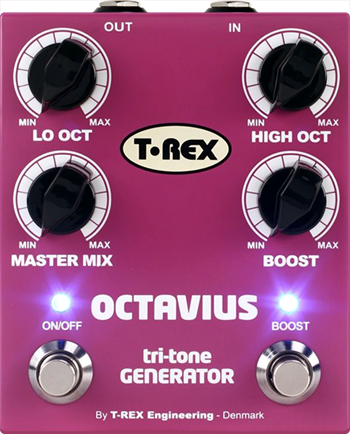 OUT IN
MIN MAX MIN MAX
LO OCT HIGH OCT
T·REX
MIN MAX MIN MAX
MASTER MIX BOOST
OCTAVIUS
ON/OFF BOOST
tri-tone
GENERATOR
By T-REX Engineering - Denmark